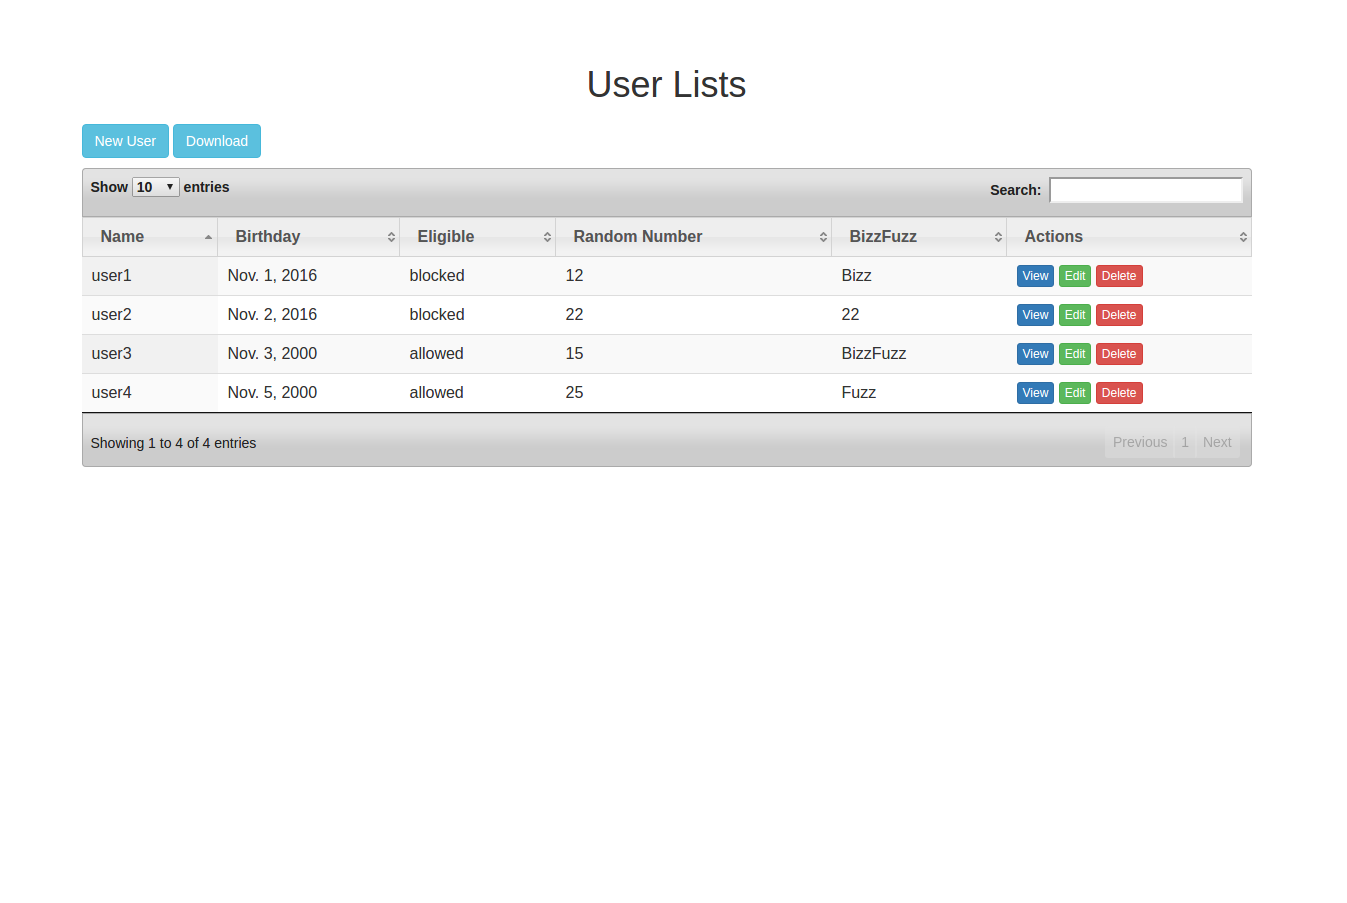 User Lists
New User Download
Show 10 entries Search:
Name Birthday Eligible Random Number BizzFuzz Actions
user1 Nov. 1, 2016 blocked 12 Bizz View Edit Delete
user2 Nov. 2, 2016 blocked 22 22 View Edit Delete
user3 Nov. 3, 2000 allowed 15 BizzFuzz View Edit Delete
user4 Nov. 5, 2000 allowed 25 Fuzz View Edit Delete
Showing 1 to 4 of 4 entries Previous 1 Next